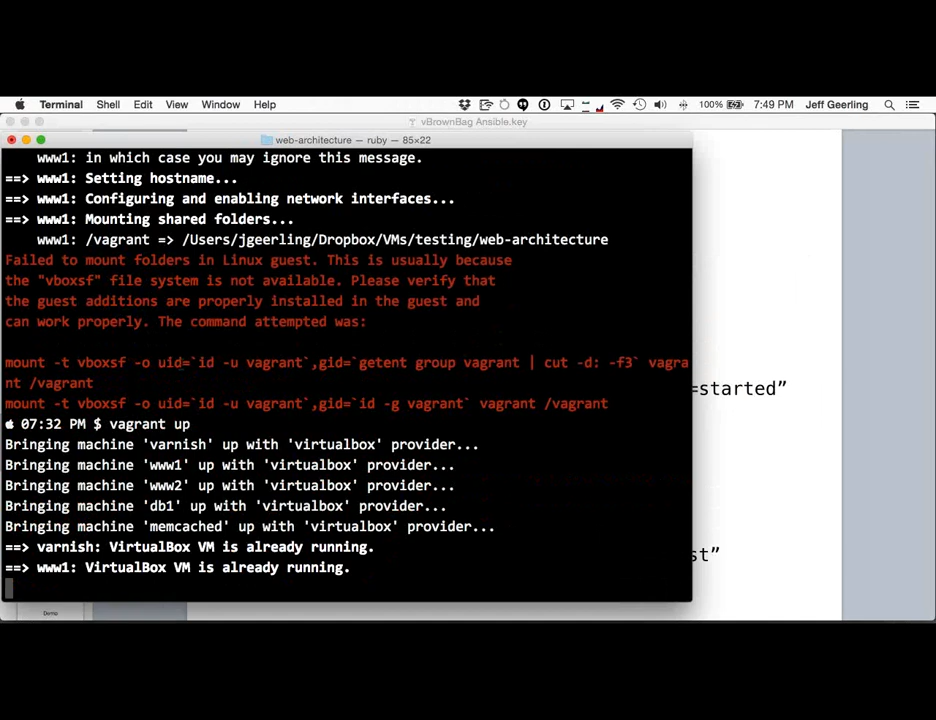 Terminal Shell Edit View Window Help 100% 7:49 PM Jeff Geerling
vBrownBag Ansible.key
web-architecture — ruby — 85×22
www1: in which case you may ignore this message.
==> www1: Setting hostname...
==> www1: Configuring and enabling network interfaces...
==> www1: Mounting shared folders...
www1: /vagrant => /Users/jgeerling/Dropbox/VMs/testing/web-architecture
Failed to mount folders in Linux guest. This is usually because
the "vboxsf" file system is not available. Please verify that
the guest additions are properly installed in the guest and
can work properly. The command attempted was:
mount -t vboxsf -o uid=`id -u vagrant`,gid=`getent group vagrant | cut -d: -f3` vagra
nt /vagrant
=started”
mount -t vboxsf -o uid=`id -u vagrant`,gid=`id -g vagrant` vagrant /vagrant
07:32 PM $ vagrant up
Bringing machine 'varnish' up with 'virtualbox' provider...
Bringing machine 'www1' up with 'virtualbox' provider...
Bringing machine 'www2' up with 'virtualbox' provider...
Bringing machine 'db1' up with 'virtualbox' provider...
Bringing machine 'memcached' up with 'virtualbox' provider...
==> varnish: VirtualBox VM is already running.
st”
==> www1: VirtualBox VM is already running.
Demo